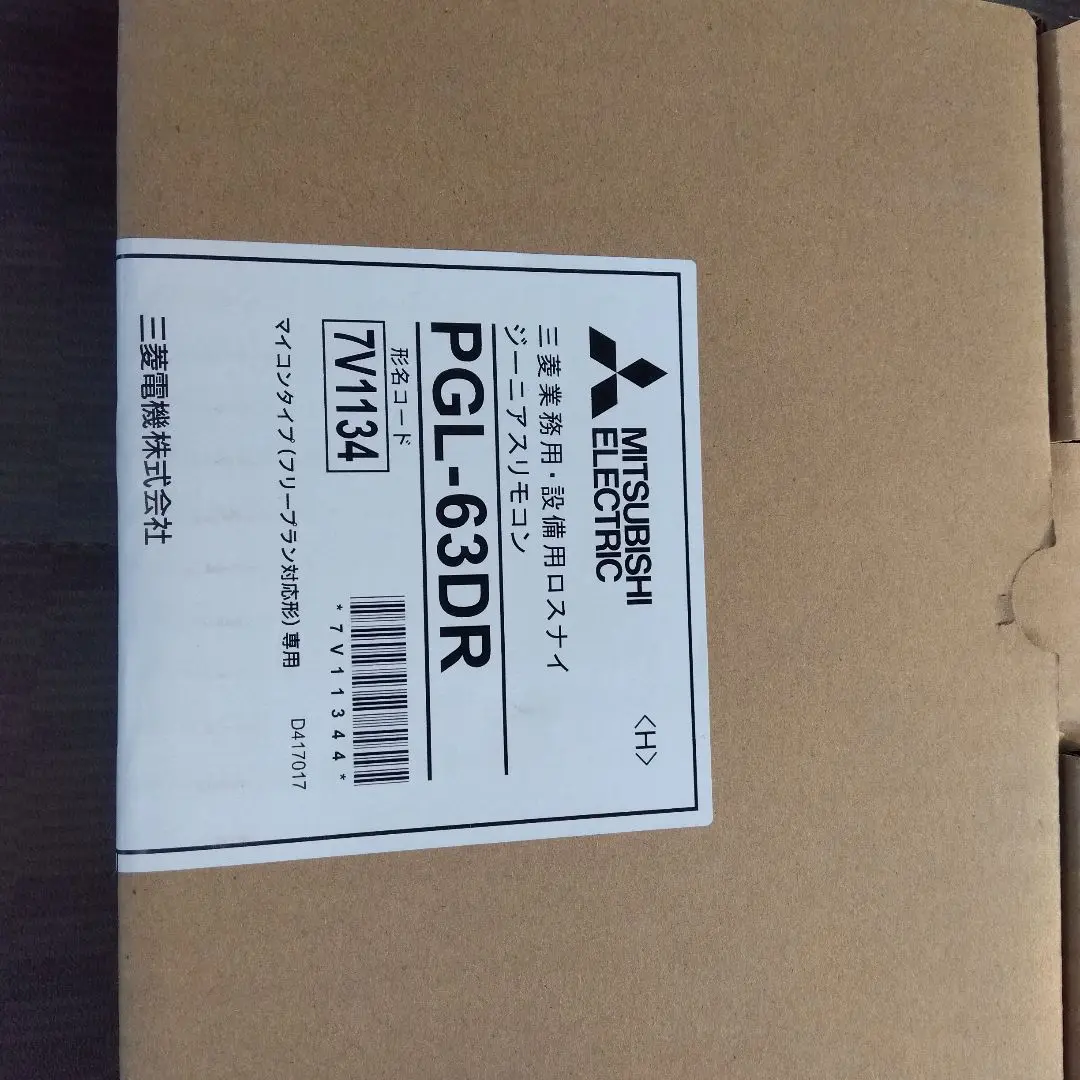 MITSUBISHI
ELECTRIC
〈H〉
三菱業務用・設備用ロスナイ
ジーニアスリモコン
PGL-63DR
形名コード
7V1134
*7V11344*
マイコンタイプ(フリープラン対応形)専用
D417017
三菱電機株式会社